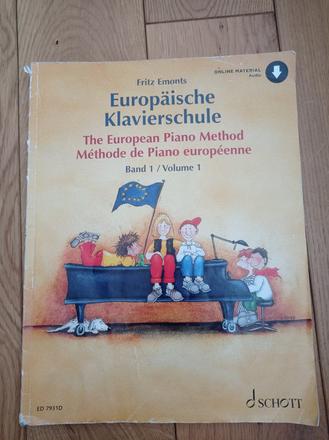 ONLINE MATERIAL
Audio
Fritz Emonts
Europäische
Klavierschule
The European Piano Method
Méthode de Piano européenne
Band 1 / Volume 1
ED 7931D
SCHOTT